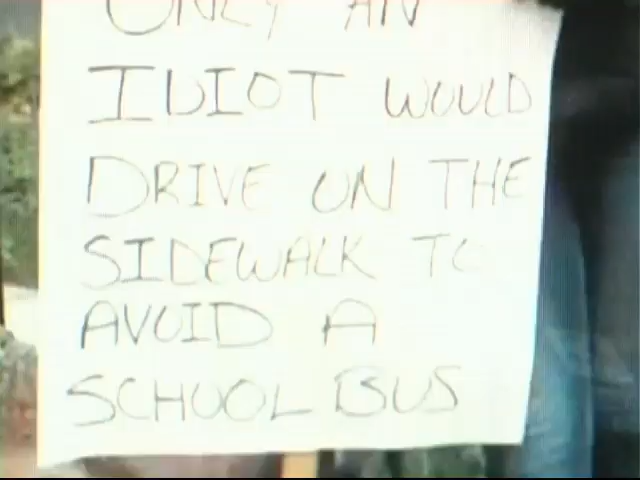 ONLY AN
IDIOT WOULD
DRIVE ON THE
SIDEWALK TO
AVOID A
SCHOOL BUS